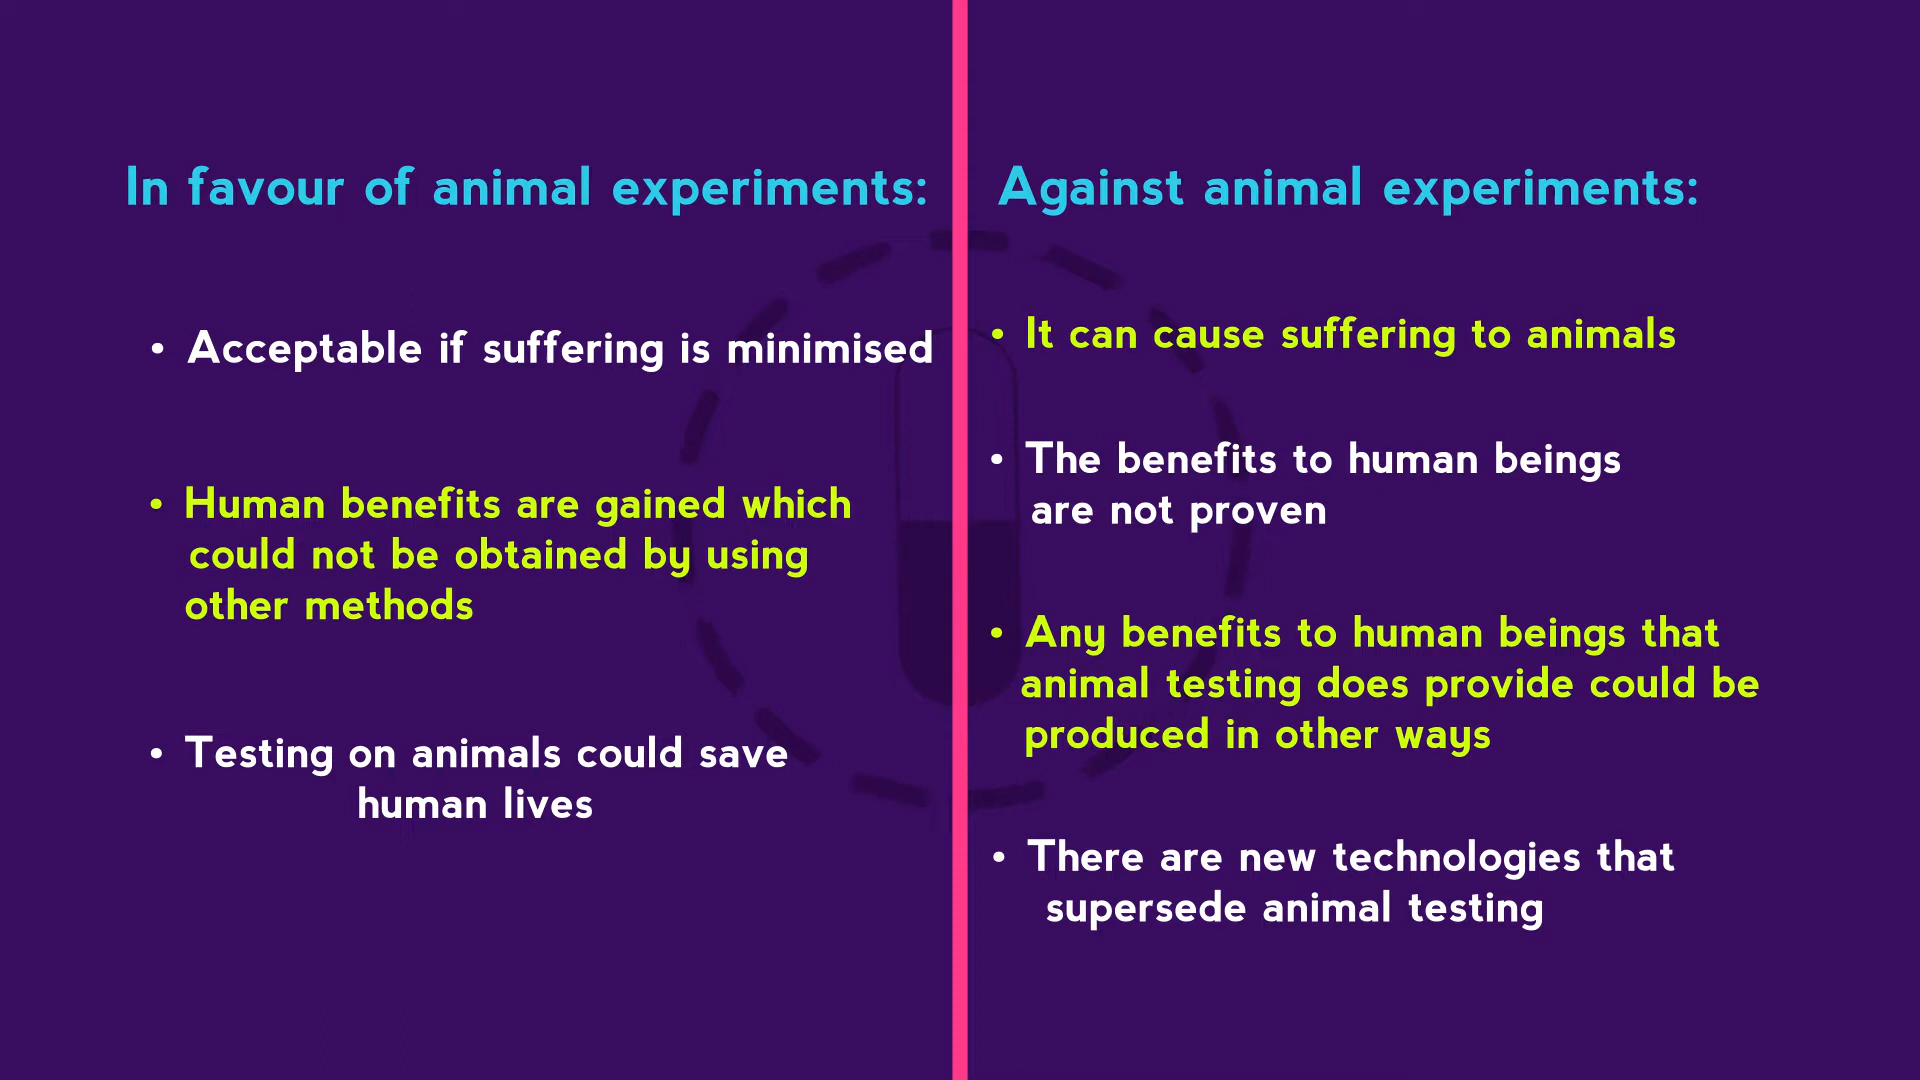 In favour of animal experiments:
• Acceptable if suffering is minimised
• Human benefits are gained which
could not be obtained by using
other methods
• Testing on animals could save
human lives
Against animal experiments:
• It can cause suffering to animals
• The benefits to human beings
are not proven
• Any benefits to human beings that
animal testing does provide could be
produced in other ways
• There are new technologies that
supersede animal testing